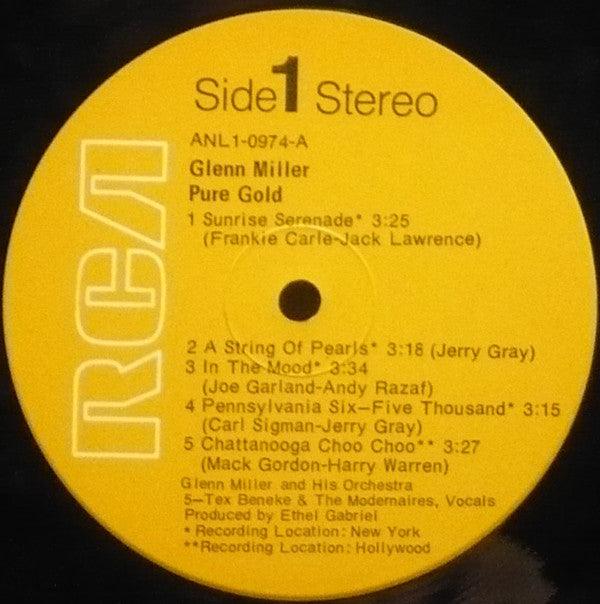 Side 1 Stereo
ANL1-0974-A
Glenn Miller
Pure Gold
1 Sunrise Serenade* 3:25
(Frankie Carle-Jack Lawrence)
RCA
2 A String Of Pearls* 3:18 (Jerry Gray)
3 In The Mood* 3:34
(Joe Garland-Andy Razaf)
4 Pennsylvania Six—Five Thousand* 3:15
(Carl Sigman-Jerry Gray)
5 Chattanooga Choo Choo** 3:27
(Mack Gordon-Harry Warren)
Glenn Miller and His Orchestra
5—Tex Beneke & The Modernaires, Vocals
Produced by Ethel Gabriel
* Recording Location: New York
**Recording Location: Hollywood